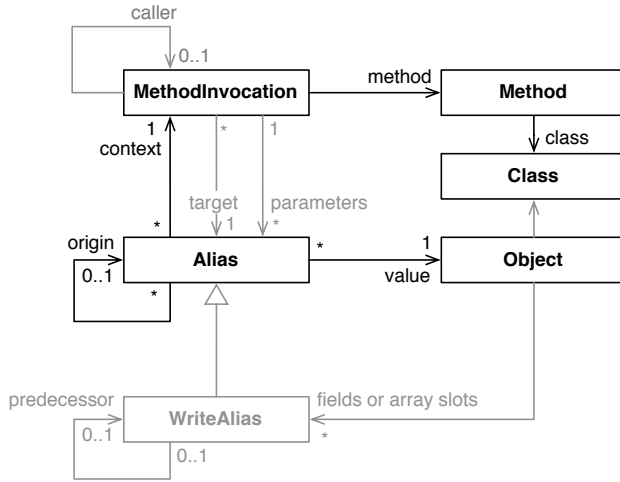 caller
0..1
MethodInvocation
method
Method
1
context
*
1
class
Class
target
1
parameters
*
*
origin
0..1
*
Alias
*
1
value
Object
predecessor
0..1
0..1
WriteAlias
fields or array slots
*